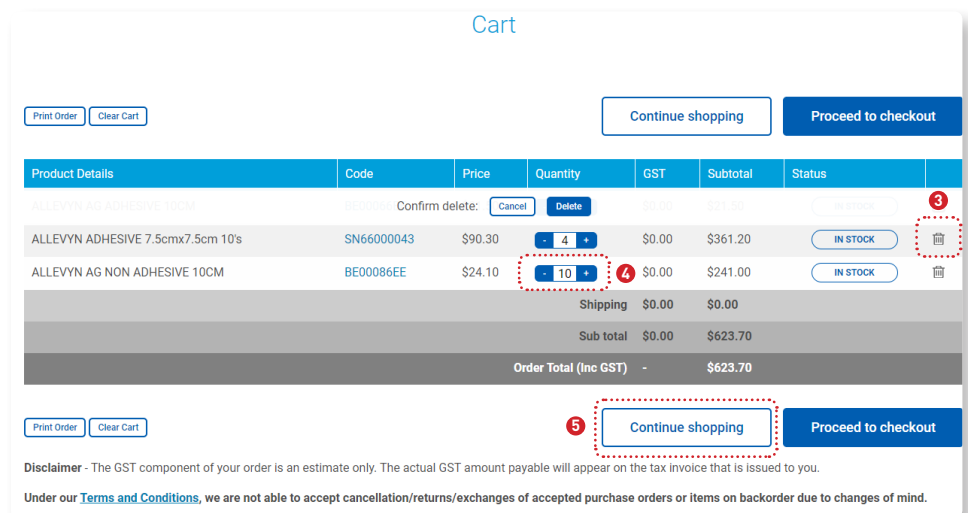 Cart
Print Order Clear Cart Continue shopping Proceed to checkout
Product Details Code Price Quantity GST Subtotal Status
ALLEVYN AG ADHESIVE 10CM Confirm delete: Cancel Delete $0.00 IN STOCK 3
ALLEVYN ADHESIVE 7.5cmx7.5cm 10's SN66000043 $90.30 - 4 + $0.00 $361.20 IN STOCK
ALLEVYN AG NON ADHESIVE 10CM BE00086EE $24.10 - 10 + 4 $0.00 $241.00 IN STOCK
Shipping $0.00 $0.00
Sub total $0.00 $623.70
Order Total (Inc GST) - $623.70
Print Order Clear Cart 5 Continue shopping Proceed to checkout
Disclaimer - The GST component of your order is an estimate only. The actual GST amount payable will appear on the tax invoice that is issued to you.
Under our Terms and Conditions, we are not able to accept cancellation/returns/exchanges of accepted purchase orders or items on backorder due to changes of mind.